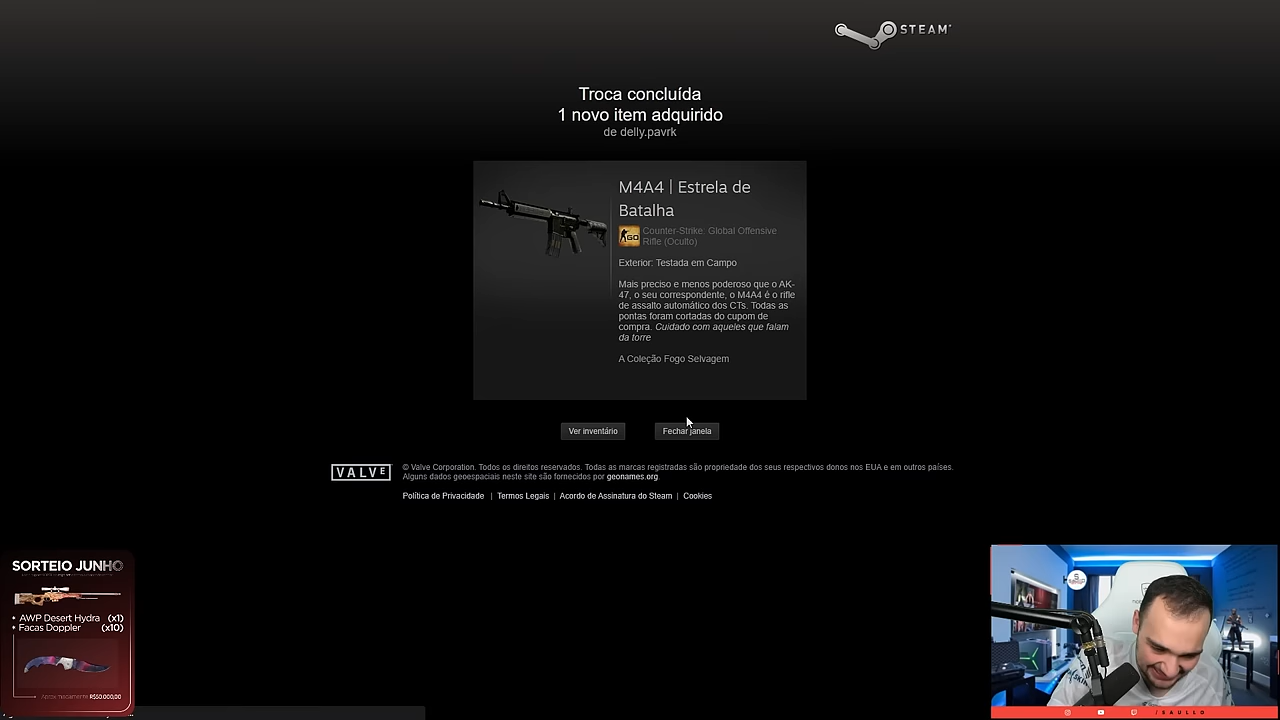 STEAM
Troca concluída
1 novo item adquirido
de delly.pavrk
M4A4 | Estrela de
Batalha
GO
Counter-Strike: Global Offensive
Rifle (Oculto)
Exterior: Testada em Campo
Mais preciso e menos poderoso que o AK-
47, o seu correspondente, o M4A4 é o rifle
de assalto automático dos CTs. Todas as
pontas foram cortadas do cupom de
compra. Cuidado com aqueles que falam
da torre
A Coleção Fogo Selvagem
Ver inventário
Fechar janela
VALVE
© Valve Corporation. Todos os direitos reservados. Todas as marcas registradas são propriedade dos seus respectivos donos nos EUA e em outros países.
Alguns dados geoespaciais neste site são fornecidos por geonames.org.
Política de Privacidade | Termos Legais | Acordo de Assinatura do Steam | Cookies
SORTEIO JUNHO
• AWP Desert Hydra (x1)
• Facas Doppler (x10)
Aproximadamente R$50.000,00
/SAULLO